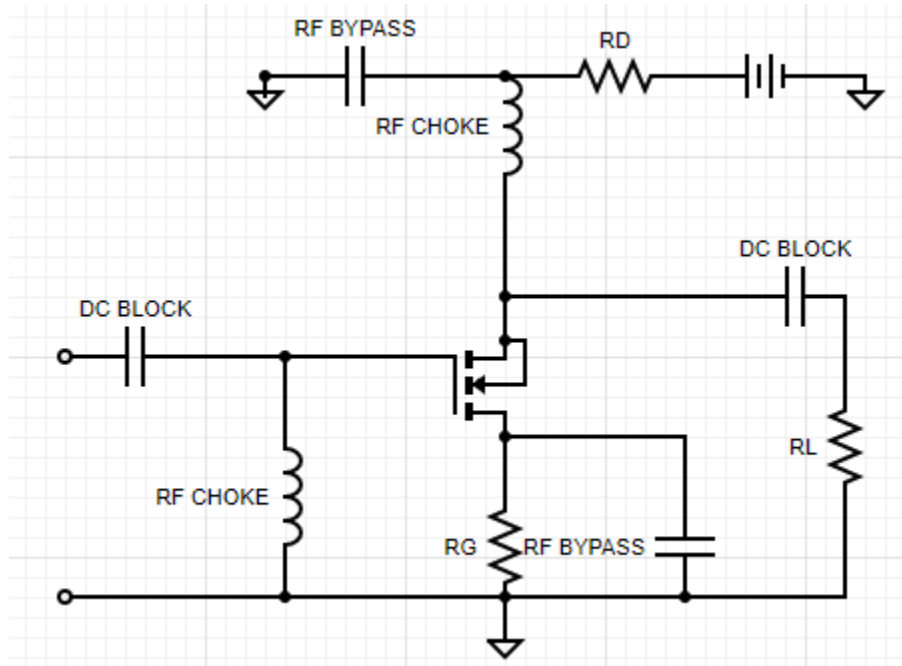 RF BYPASS
RD
RF CHOKE
DC BLOCK
DC BLOCK
RL
RF CHOKE
RG
RF BYPASS